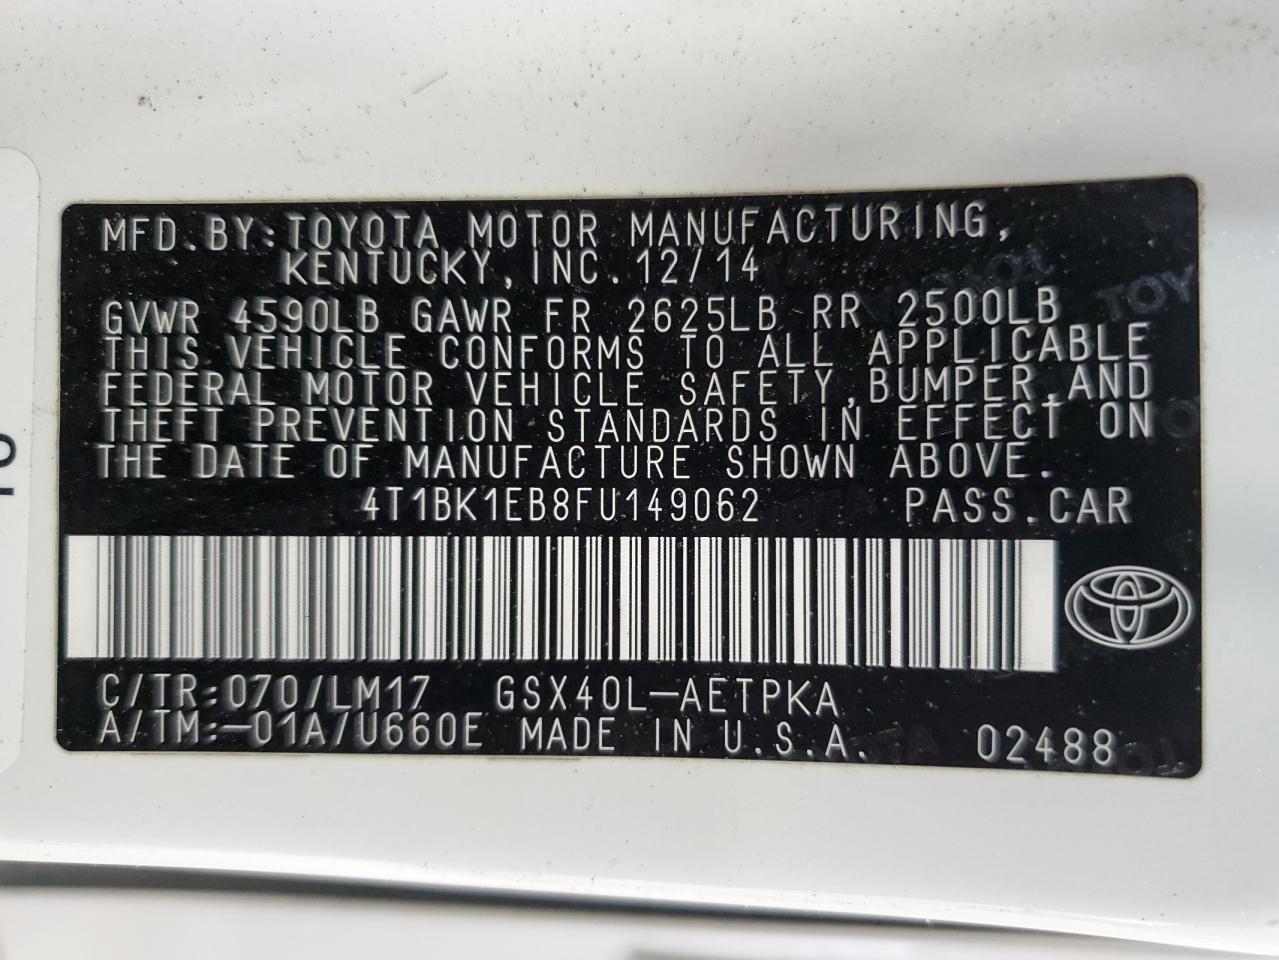 MFD.BY:TOYOTA MOTOR MANUFACTURING,
KENTUCKY, INC. 12/14
GVWR 4590LB GAWR FR 2625LB RR 2500LB
THIS VEHICLE CONFORMS TO ALL APPLICABLE
FEDERAL MOTOR VEHICLE SAFETY,BUMPER,AND
THEFT PREVENTION STANDARDS IN EFFECT ON
THE DATE OF MANUFACTURE SHOWN ABOVE.
4T1BK1EB8FU149062 PASS.CAR
C/TR:070/LM17 GSX40L-AETPKA
A/TM:-01A/U660E MADE IN U.S.A. 02488